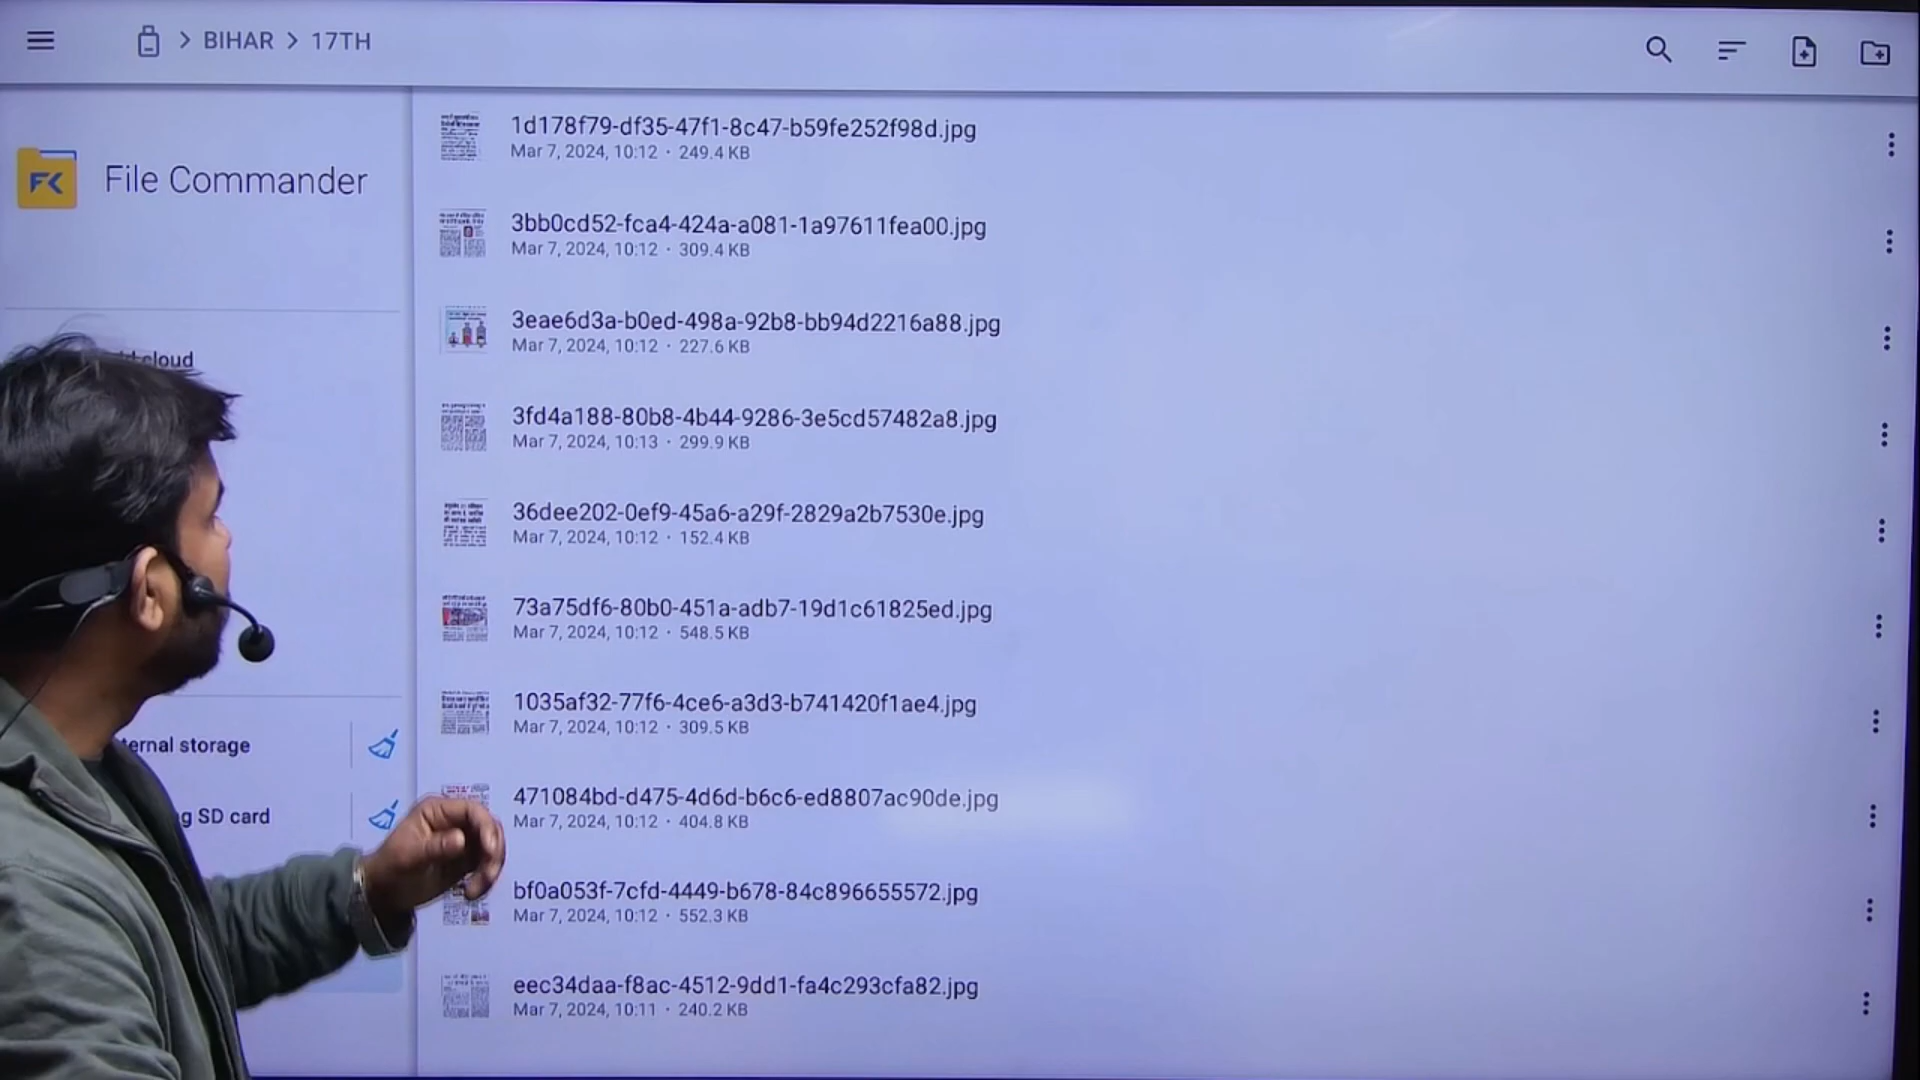 BIHAR > 17TH
File Commander
cloud
ternal storage
g SD card
1d178f79-df35-47f1-8c47-b59fe252f98d.jpg
Mar 7, 2024, 10:12 · 249.4 KB
3bb0cd52-fca4-424a-a081-1a97611fea00.jpg
Mar 7, 2024, 10:12 · 309.4 KB
3eae6d3a-b0ed-498a-92b8-bb94d2216a88.jpg
Mar 7, 2024, 10:12 · 227.6 KB
3fd4a188-80b8-4b44-9286-3e5cd57482a8.jpg
Mar 7, 2024, 10:13 · 299.9 KB
36dee202-0ef9-45a6-a29f-2829a2b7530e.jpg
Mar 7, 2024, 10:12 · 152.4 KB
73a75df6-80b0-451a-adb7-19d1c61825ed.jpg
Mar 7, 2024, 10:12 · 548.5 KB
1035af32-77f6-4ce6-a3d3-b741420f1ae4.jpg
Mar 7, 2024, 10:12 · 309.5 KB
471084bd-d475-4d6d-b6c6-ed8807ac90de.jpg
Mar 7, 2024, 10:12 · 404.8 KB
bf0a053f-7cfd-4449-b678-84c896655572.jpg
Mar 7, 2024, 10:12 · 552.3 KB
eec34daa-f8ac-4512-9dd1-fa4c293cfa82.jpg
Mar 7, 2024, 10:11 · 240.2 KB